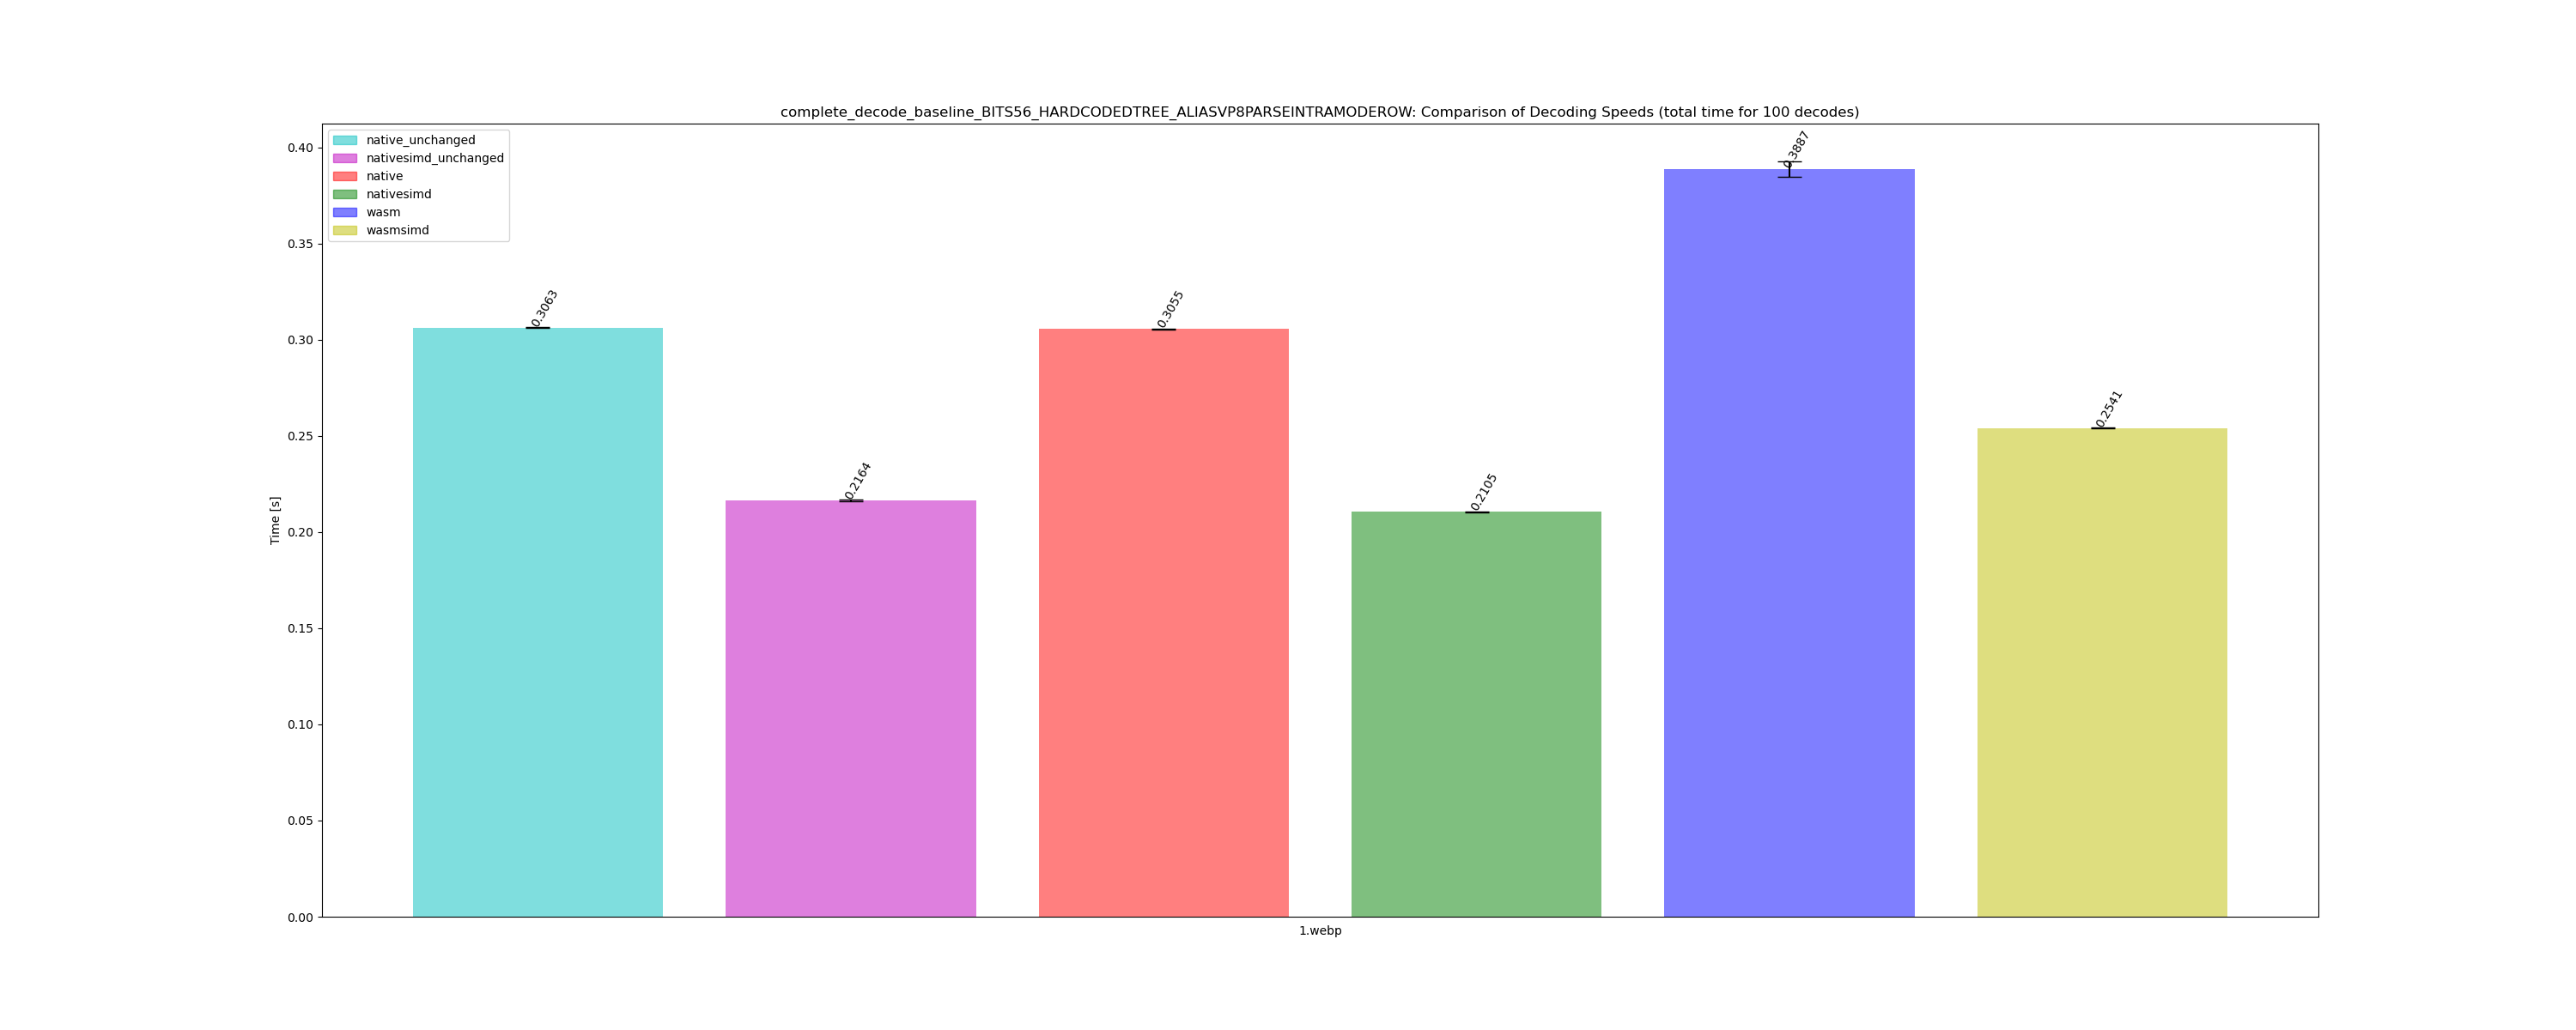 complete_decode_baseline_BITS56_HARDCODEDTREE_ALIASVP8PARSEINTRAMODEROW: Comparison of Decoding Speeds (total time for 100 decodes)
native_unchanged
nativesimd_unchanged
native
nativesimd
wasm
wasmsimd
Time [s]
0.40
0.35
0.30
0.25
0.20
0.15
0.10
0.05
0.00
0.3063
0.2164
0.3055
0.2105
0.3887
0.2541
1.webp